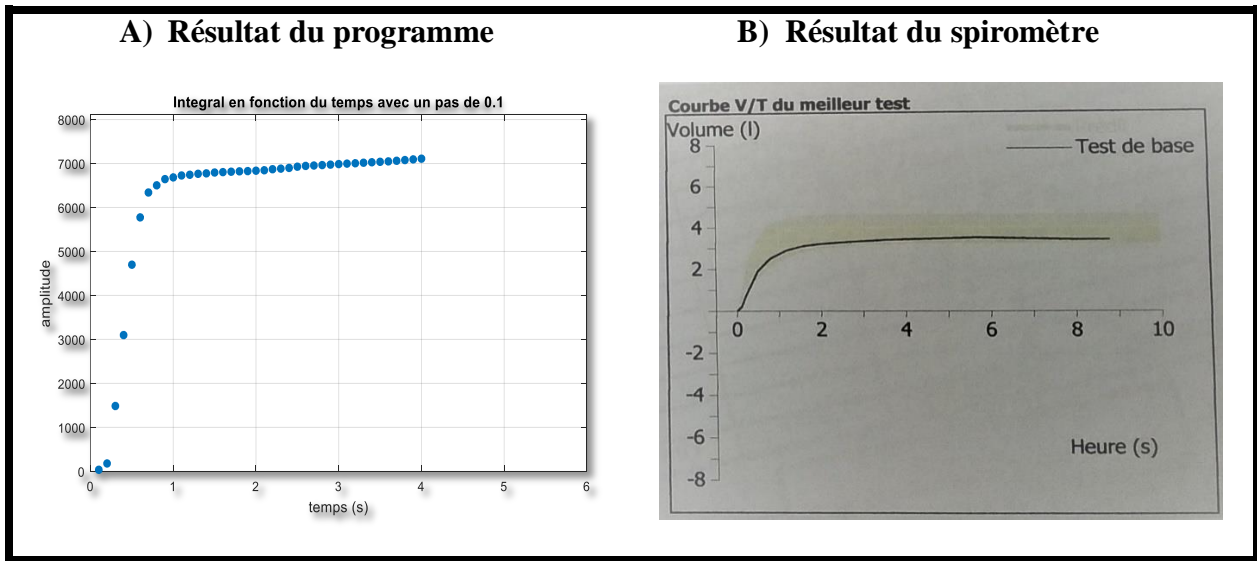 A) Résultat du programme
B) Résultat du spiromètre
Integral en fonction du temps avec un pas de 0.1
8000
7000
6000
5000
4000
3000
2000
1000
0
amplitude
0 1 2 3 4 5 6
temps (s)
Courbe V/T du meilleur test
Volume (l)
Test de base
8
6
4
2
0 2 4 6 8 10
-2
-4
-6
Heure (s)
-8